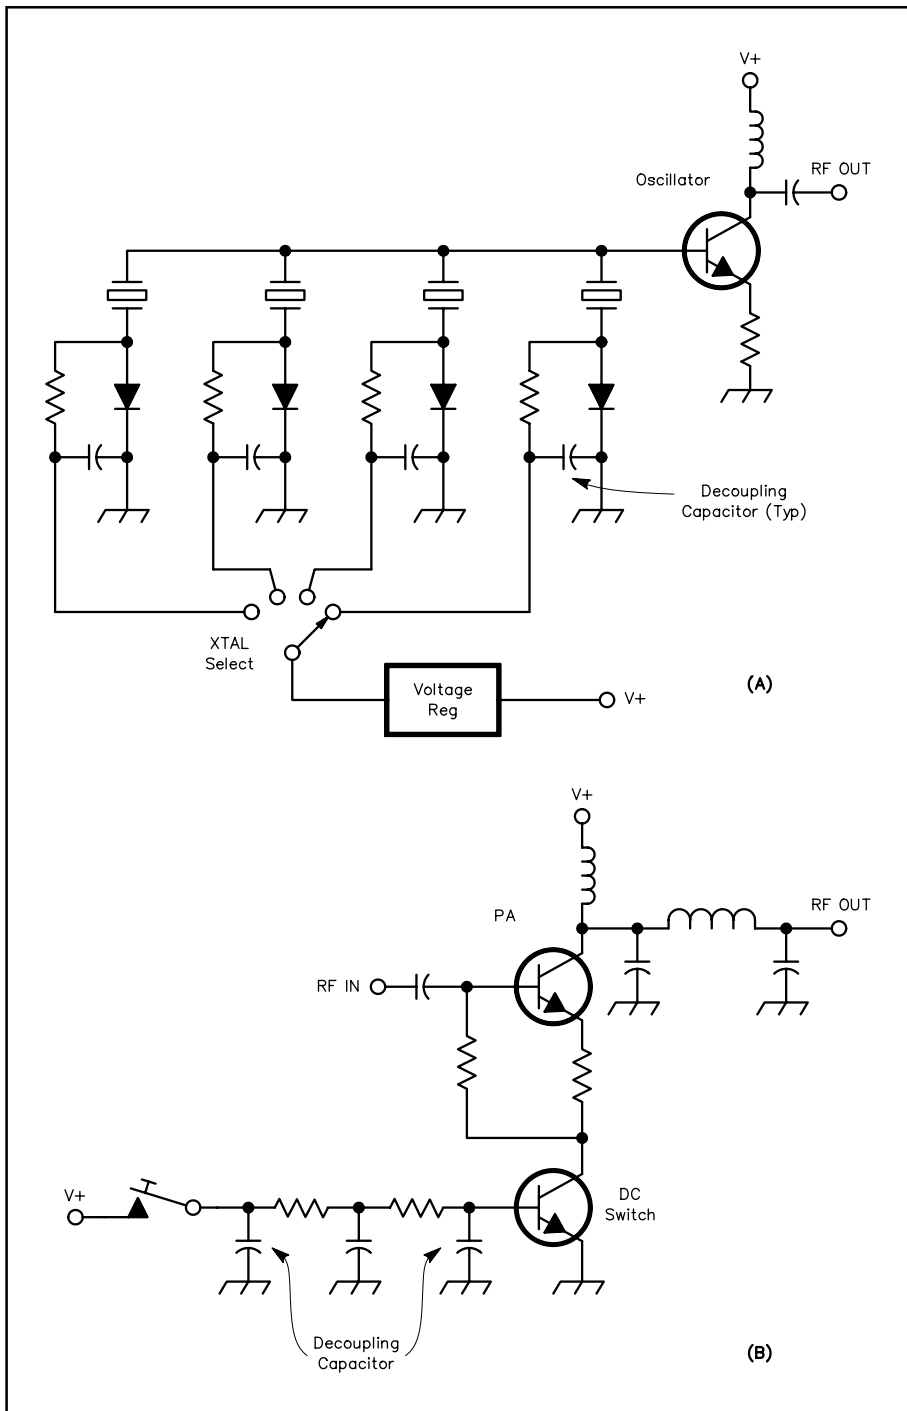 V+
RF OUT
Oscillator
Decoupling
Capacitor (Typ)
XTAL
Select
Voltage
Reg
V+
(A)
V+
PA
RF OUT
RF IN
V+
DC
Switch
Decoupling
Capacitor
(B)